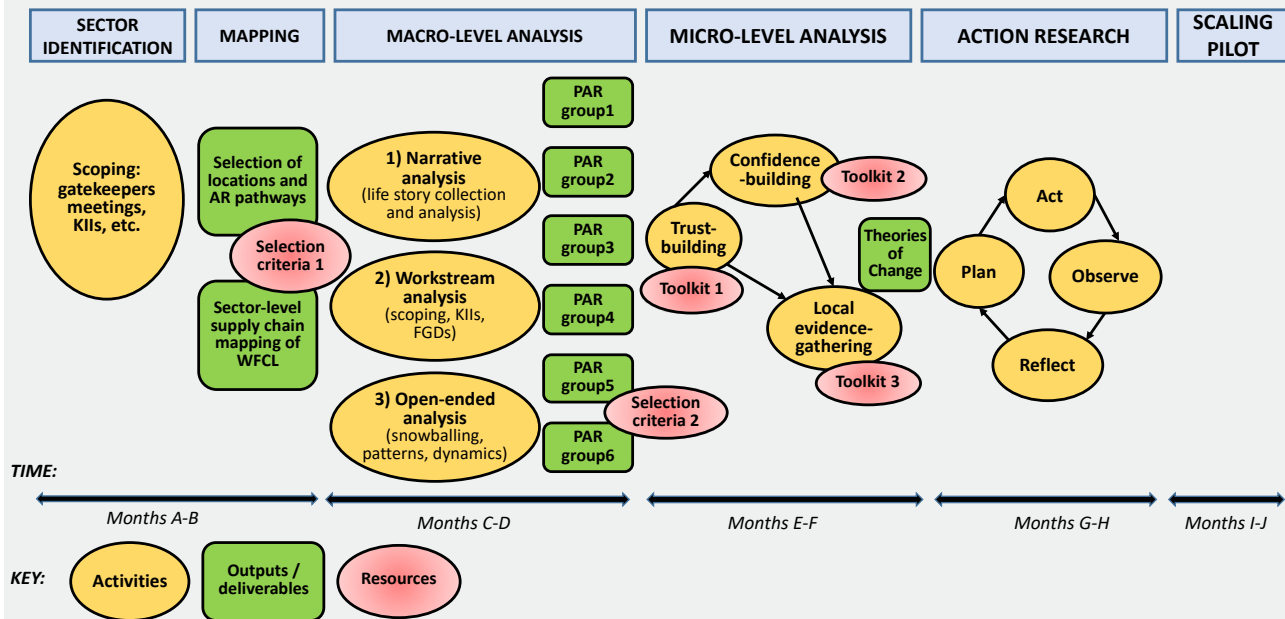 SECTOR
IDENTIFICATION
MAPPING
MACRO-LEVEL ANALYSIS
MICRO-LEVEL ANALYSIS
ACTION RESEARCH
SCALING
PILOT
Scoping:
gatekeepers
meetings,
KIIs, etc.
Selection of
locations and
AR pathways
Selection
criteria 1
Sector-level
supply chain
mapping of
WFCL
1) Narrative
analysis
(life story collection
and analysis)
2) Workstream
analysis
(scoping, KIIs,
FGDs)
3) Open-ended
analysis
(snowballing,
patterns, dynamics)
PAR
group1
PAR
group2
PAR
group3
PAR
group4
PAR
group5
PAR
group6
Selection
criteria 2
Confidence
-building
Toolkit 2
Trust-
building
Toolkit 1
Local
evidence-
gathering
Toolkit 3
Theories
of
Change
Act
Plan
Observe
Reflect
TIME:
Months A-B
Months C-D
Months E-F
Months G-H
Months I-J
KEY:
Activities
Outputs /
deliverables
Resources